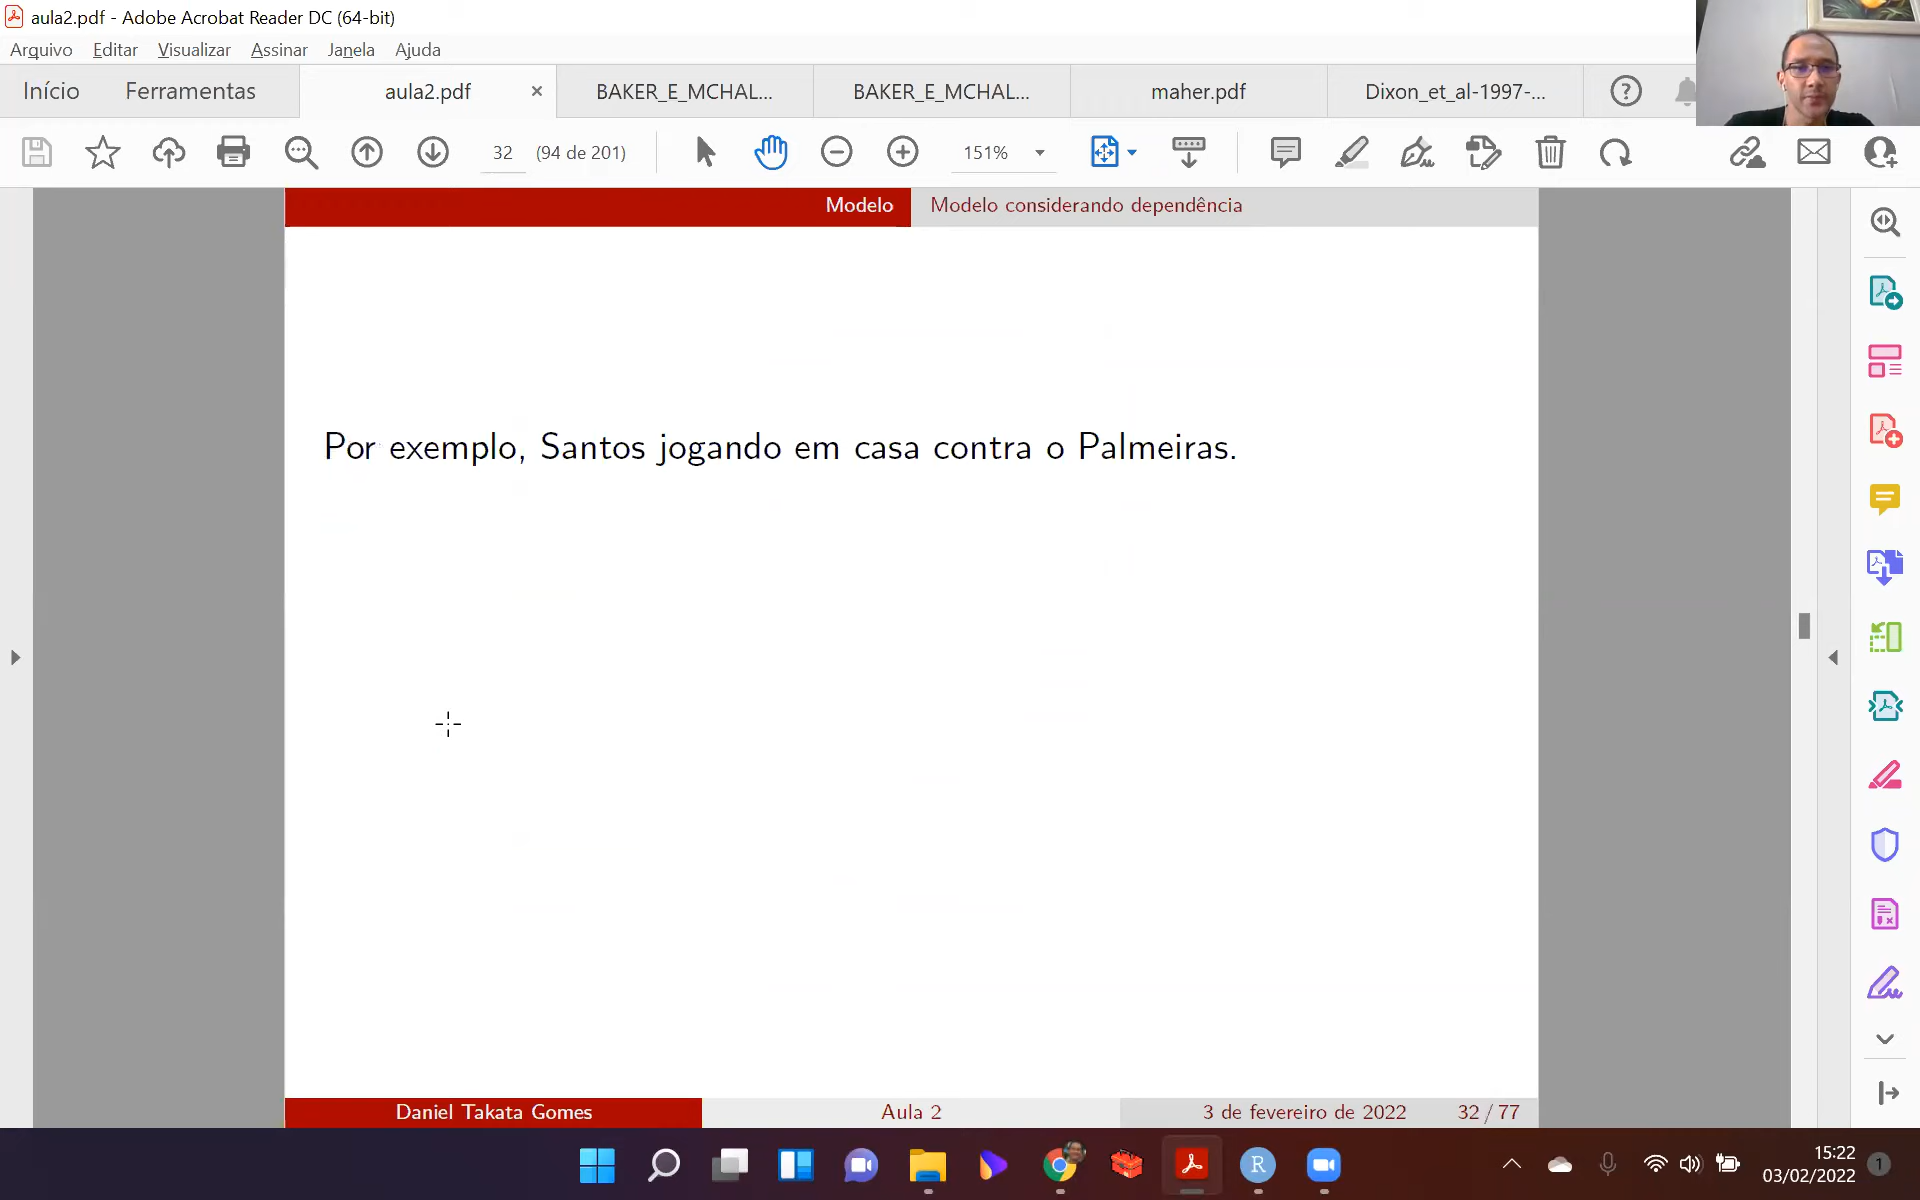 aula2.pdf - Adobe Acrobat Reader DC (64-bit)
Arquivo Editar Visualizar Assinar Janela Ajuda
Início Ferramentas aula2.pdf × BAKER_E_MCHAL... BAKER_E_MCHAL... maher.pdf Dixon_et_al-1997-...
32 (94 de 201) 151%
Modelo Modelo considerando dependência
Por exemplo, Santos jogando em casa contra o Palmeiras.
Daniel Takata Gomes Aula 2 3 de fevereiro de 2022 32 / 77
15:22
03/02/2022 1